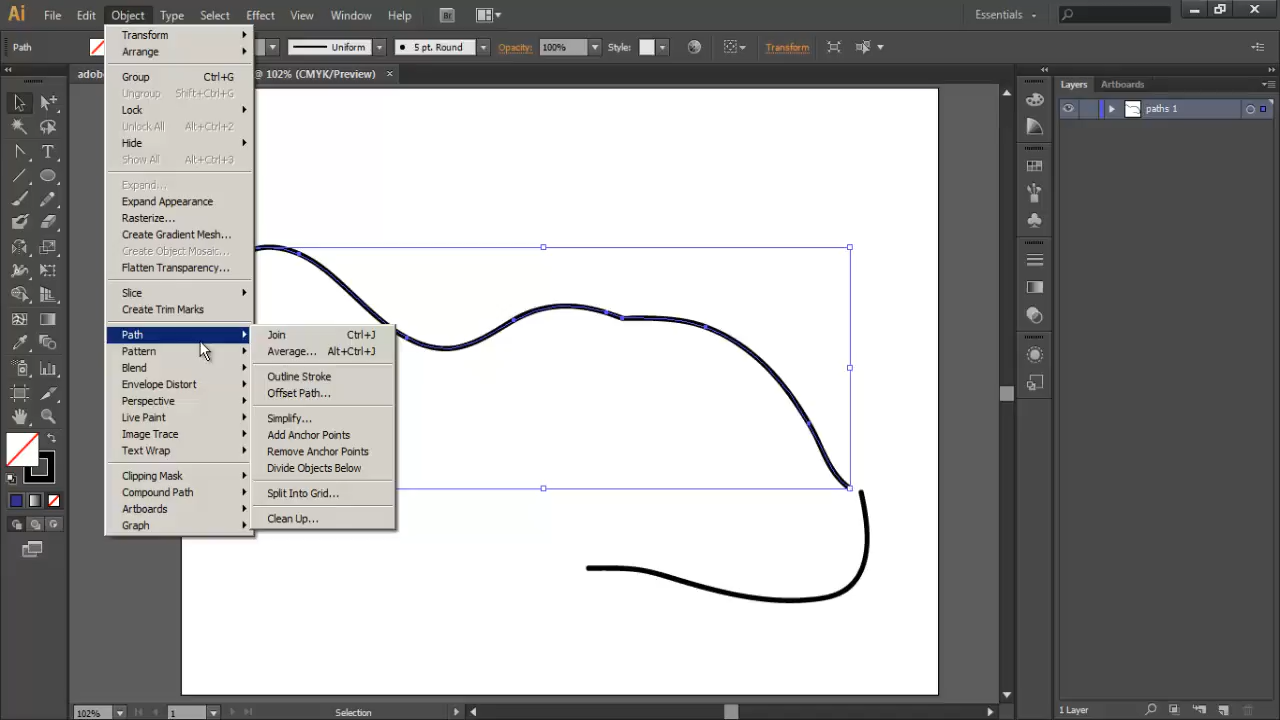 Ai File Edit Object Type Select Effect View Window Help Br Essentials
Path Uniform 5 pt. Round Opacity: 100% Style: Transform
adob @ 102% (CMYK/Preview)
Transform
Arrange
Group Ctrl+G
Ungroup Shift+Ctrl+G
Lock
Unlock All Alt+Ctrl+2
Hide
Show All Alt+Ctrl+3
Expand...
Expand Appearance
Rasterize...
Create Gradient Mesh...
Create Object Mosaic...
Flatten Transparency...
Slice
Create Trim Marks
Path
Pattern
Blend
Envelope Distort
Perspective
Live Paint
Image Trace
Text Wrap
Clipping Mask
Compound Path
Artboards
Graph
Join Ctrl+J
Average... Alt+Ctrl+J
Outline Stroke
Offset Path...
Simplify...
Add Anchor Points
Remove Anchor Points
Divide Objects Below
Split Into Grid...
Clean Up...
Layers Artboards
paths 1
102% 1 Selection
1 Layer